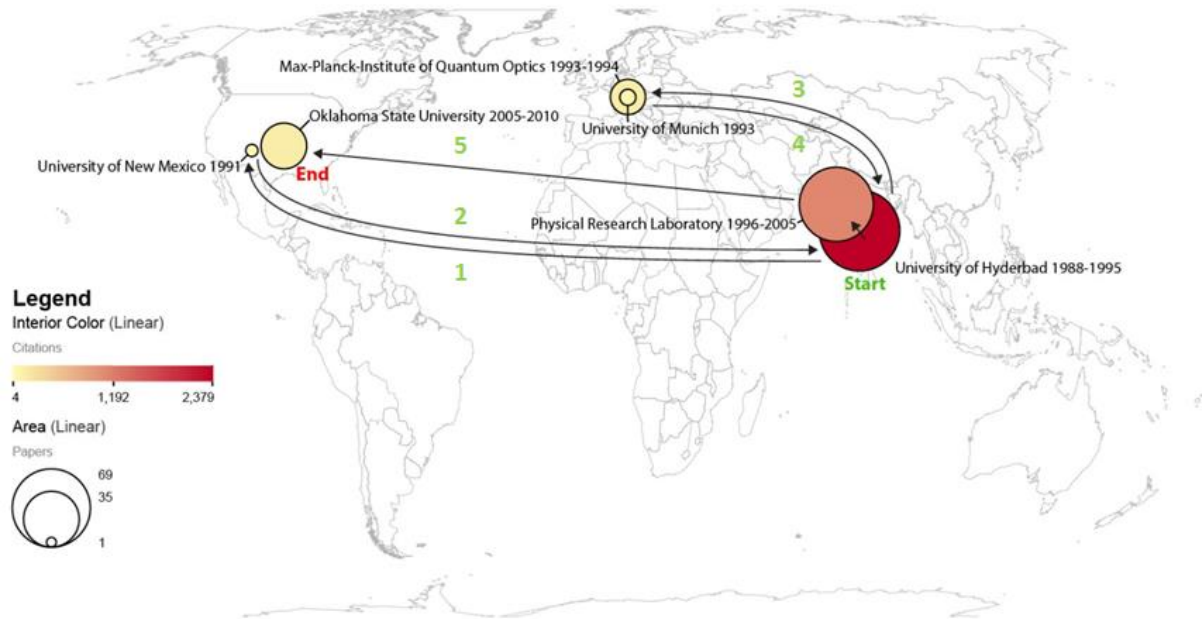 Max-Planck-Institute of Quantum Optics 1993-1994
3
Oklahoma State University 2005-2010
University of Munich 1993
5
4
University of New Mexico 1991
End
2
Physical Research Laboratory 1996-2005
1
University of Hyderbad 1988-1995
Start
Legend
Interior Color (Linear)
Citations
4 1,192 2,379
Area (Linear)
Papers
69
35
1